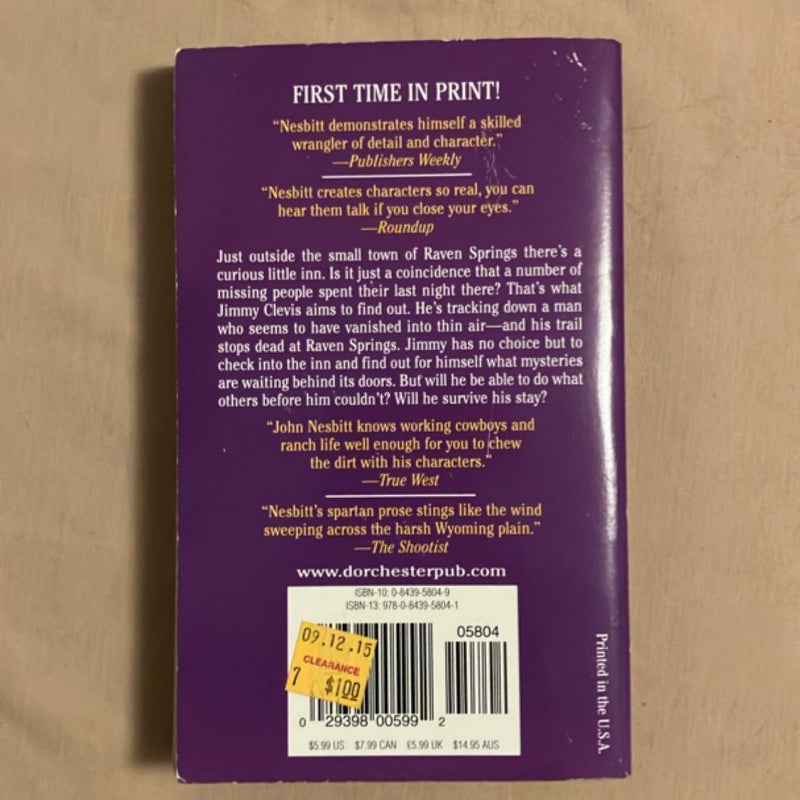 FIRST TIME IN PRINT!
“Nesbitt demonstrates himself a skilled
wrangler of detail and character.”
—Publishers Weekly
“Nesbitt creates characters so real, you can
hear them talk if you close your eyes.”
—Roundup
Just outside the small town of Raven Springs there’s a
curious little inn. Is it just a coincidence that a number of
missing people spent their last night there? That’s what
Jimmy Clevis aims to find out. He’s tracking down a man
who seems to have vanished into thin air—and his trail
stops dead at Raven Springs. Jimmy has no choice but to
check into the inn and find out for himself what mysteries
are waiting behind its doors. But will he be able to do what
others before him couldn’t? Will he survive his stay?
“John Nesbitt knows working cowboys and
ranch life well enough for you to chew
the dirt with his characters.”
—True West
“Nesbitt’s spartan prose stings like the wind
sweeping across the harsh Wyoming plain.”
—The Shootist
www.dorchesterpub.com
ISBN-10: 0-8439-5804-9
ISBN-13: 978-0-8439-5804-1
05804
09.12.15
CLEARANCE
7 $100
0 29398 00599 2
$5.99 US $7.99 CAN £5.99 UK $14.95 AUS
Printed in the U.S.A.